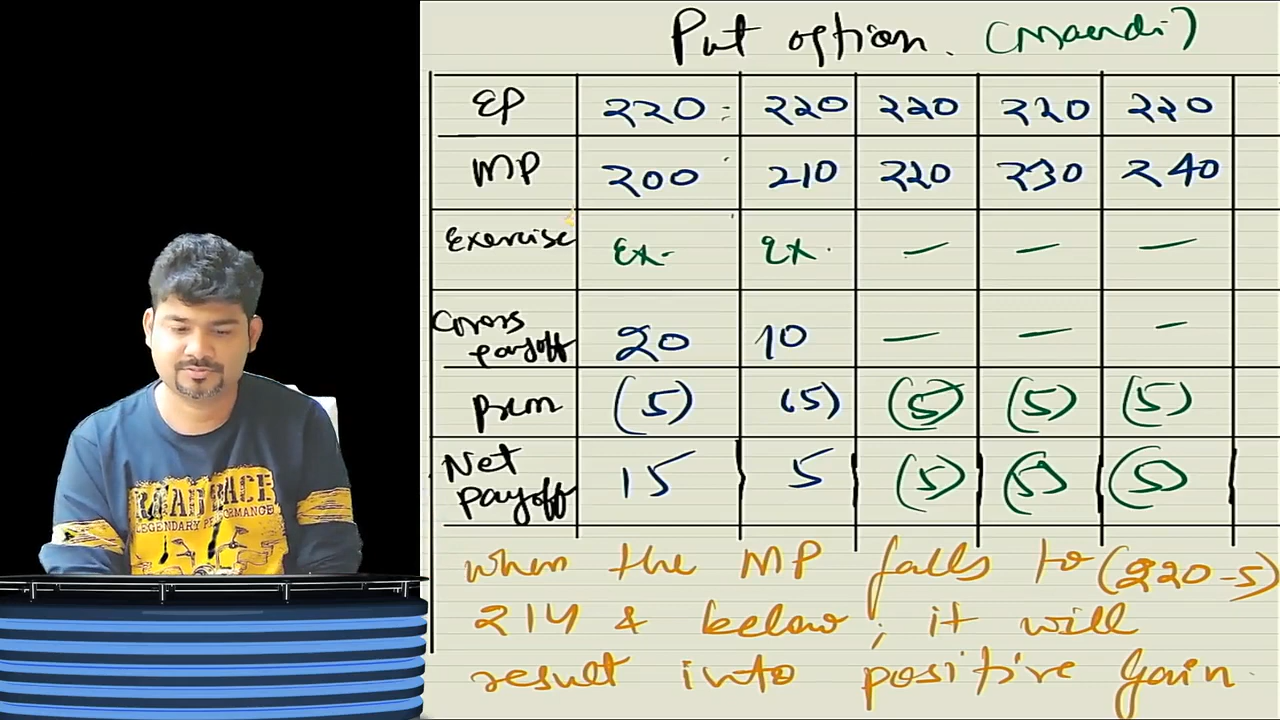 Put option. (Mandi)
EP 220 220 220 220 220
MP 200 210 220 230 240
Exercise Ex. Ex. — — —
Gross payoff 20 10 — — —
Prem (5) (5) (5) (5) (5)
Net payoff 15 5 (5) (5) (5)
when the MP falls to (220-5)
214 & below, it will
result into positive gain.
ROAD RACE
LEGENDARY PERFORMANCE